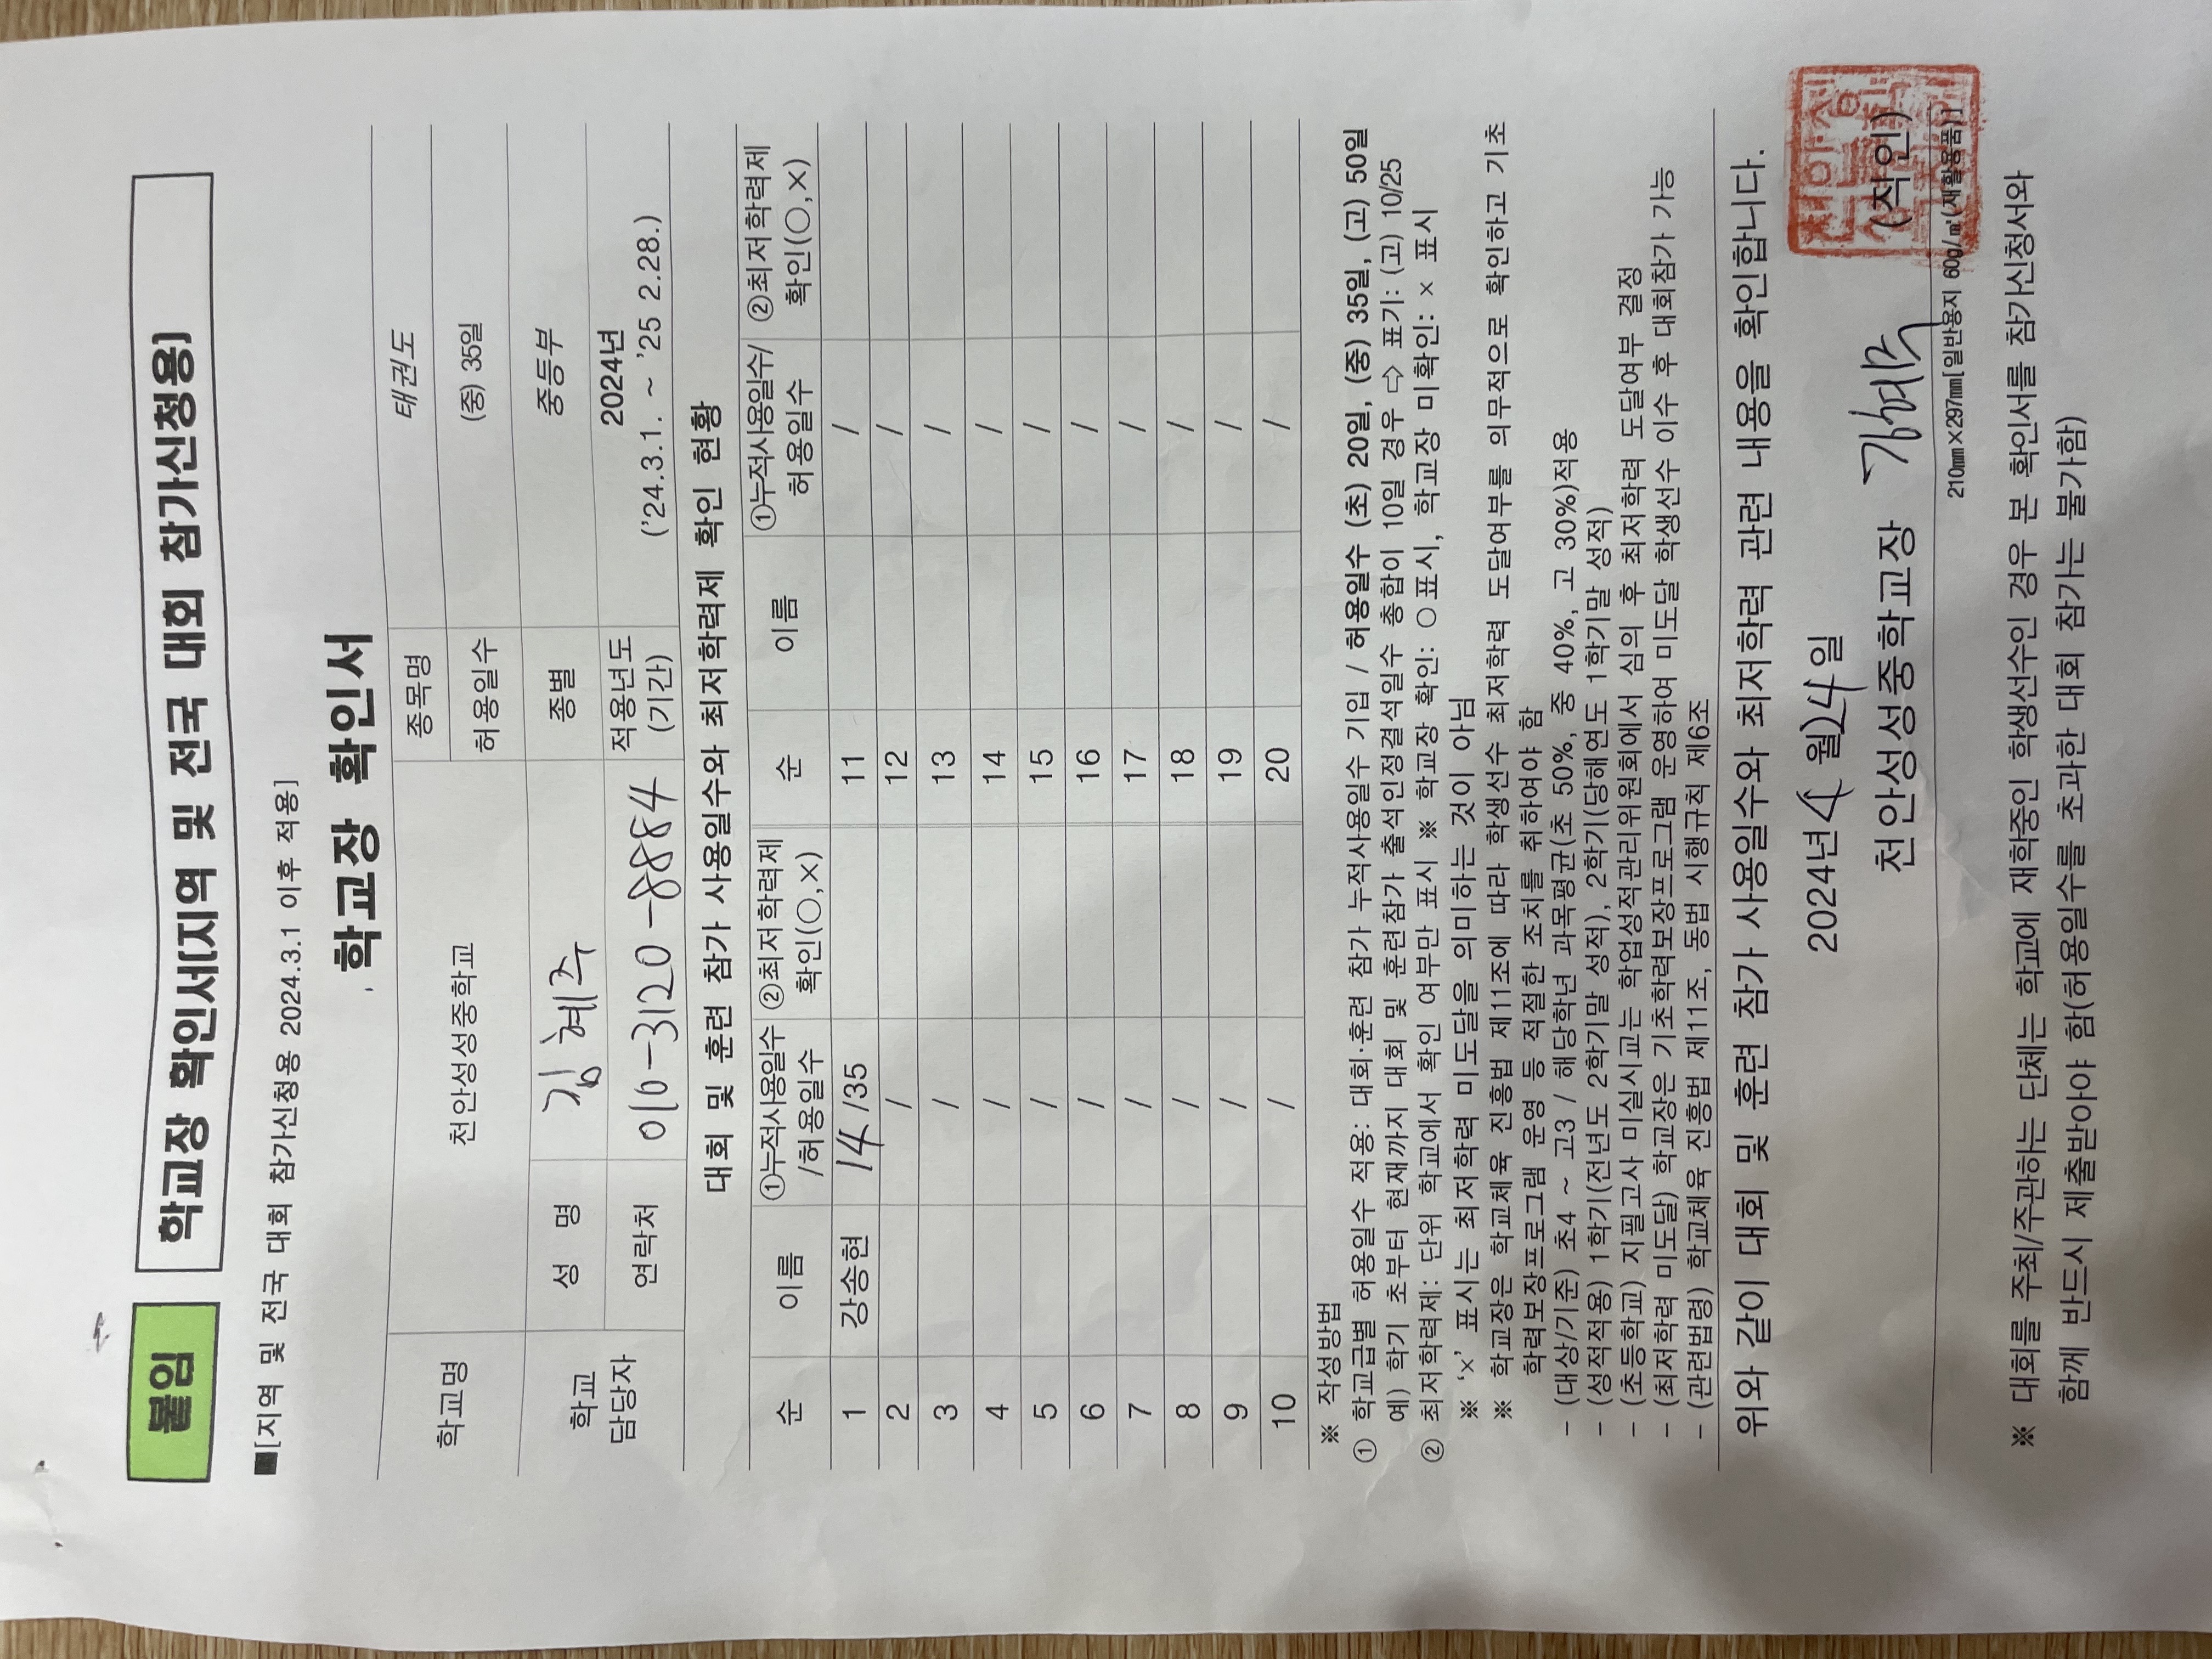 붙임
학교장 확인서(지역 및 전국 대회 참가신청용)
■[지역 및 전국 대회 참가신청용 2024.3.1 이후 적용]
학교장 확인서
학교명 천안성성중학교 종목명 태권도
허용일수 (중) 35일
학교 담당자 성 명 김혜주 종별 중등부
연락처 016-3120-8884 적용년도 (기간) 2024년 ('24.3.1. ~ '25 2.28.)
대회 및 훈련 참가 사용일수와 최저학력제 확인 현황
순 이름 ①누적사용일수 /허용일수 ②최저학력제 확인(○,×) 순 이름 ①누적사용일수/ 허용일수 ②최저학력제 확인(○,×)
1 강송현 14 /35 11 /
2 / 12 /
3 / 13 /
4 / 14 /
5 / 15 /
6 / 16 /
7 / 17 /
8 / 18 /
9 / 19 /
10 / 20 /
※ 작성방법
① 학교급별 허용일수 적용: 대회·훈련 참가 누적사용일수 기입 / 허용일수 (초) 20일, (중) 35일, (고) 50일
예) 학기 초부터 현재까지 대회 및 훈련참가 출석인정결석일수 총합이 10일 경우 ⇨ 표기: (고) 10/25
② 최저학력제: 단위 학교에서 확인 여부만 표시 ※ 학교장 확인: ○표시, 학교장 미확인: × 표시
※ '×' 표시는 최저학력 미도달을 의미하는 것이 아님
※ 학교장은 학교체육 진흥법 제11조에 따라 학생선수 최저학력 도달여부를 의무적으로 확인하고 기초
학력보장프로그램 운영 등 적절한 조치를 취하여야 함
- (대상/기준) 초4 ~ 고3 / 해당학년 과목평균(초 50%, 중 40%, 고 30%)적용
- (성적적용) 1학기(전년도 2학기말 성적), 2학기(당해연도 1학기말 성적)
- (초등학교) 지필고사 미실시교는 학업성적관리위원회에서 심의 후 최저학력 도달여부 결정
- (최저학력 미도달) 학교장은 기초학력보장프로그램 운영하여 미도달 학생선수 이수 후 대회참가 가능
- (관련법령) 학교체육 진흥법 제11조, 동법 시행규칙 제6조
위와 같이 대회 및 훈련 참가 사용일수와 최저학력 관련 내용을 확인합니다.
2024년 4 월 24 일
천안성성중학교장 (직인)
210㎜×297㎜[일반용지 60g/㎡(재활용품)]
※ 대회를 주최/주관하는 단체는 학교에 재학중인 학생선수인 경우 본 확인서를 참가신청서와
함께 반드시 제출받아야 함(허용일수를 초과한 대회 참가는 불가함)